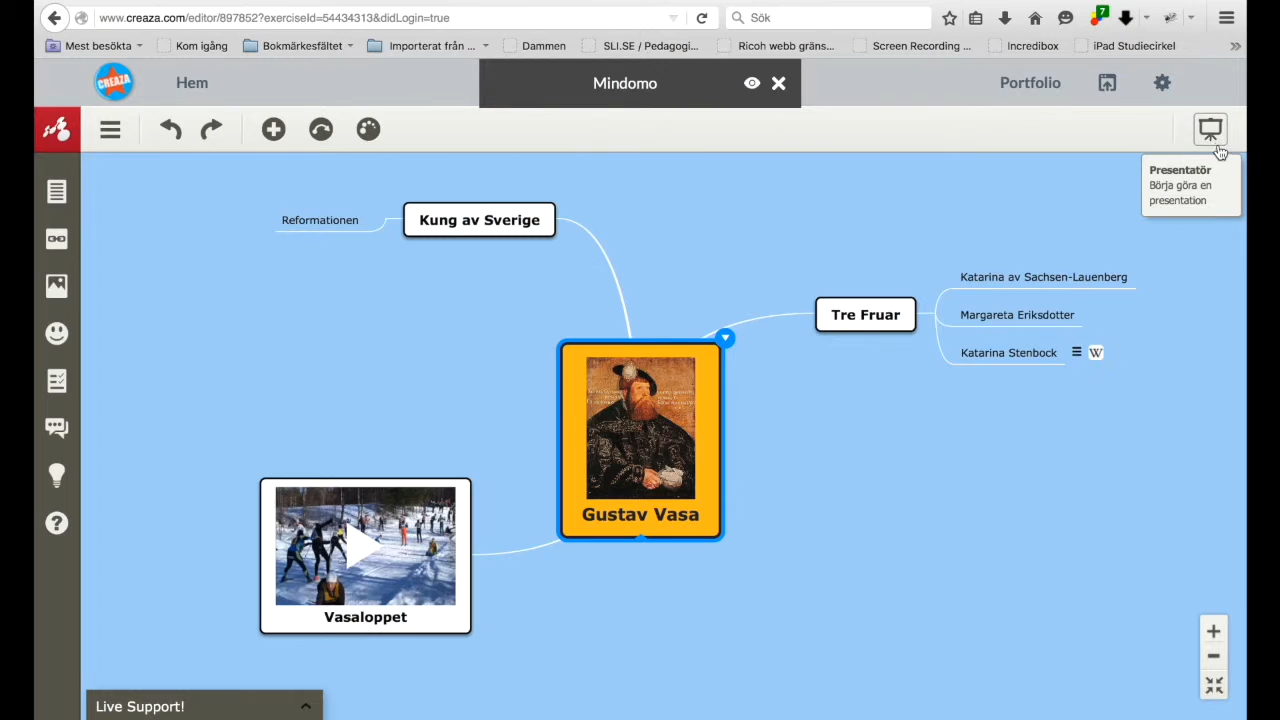 www.creaza.com/editor/897852?exerciseId=54434313&didLogin=true
Sök
7
Mest besökta
Kom igång
Bokmärkesfältet
Importerat från ...
Dammen
SLI.SE / Pedagogi...
Ricoh webb gräns...
Screen Recording ...
Incredibox
iPad Studiecirkel
CREAZA
Hem
Mindomo
Portfolio
Presentatör
Börja göra en
presentation
Reformationen
Kung av Sverige
Katarina av Sachsen-Lauenberg
Tre Fruar
Margareta Eriksdotter
Katarina Stenbock
W
Gustav Vasa
Vasaloppet
Live Support!